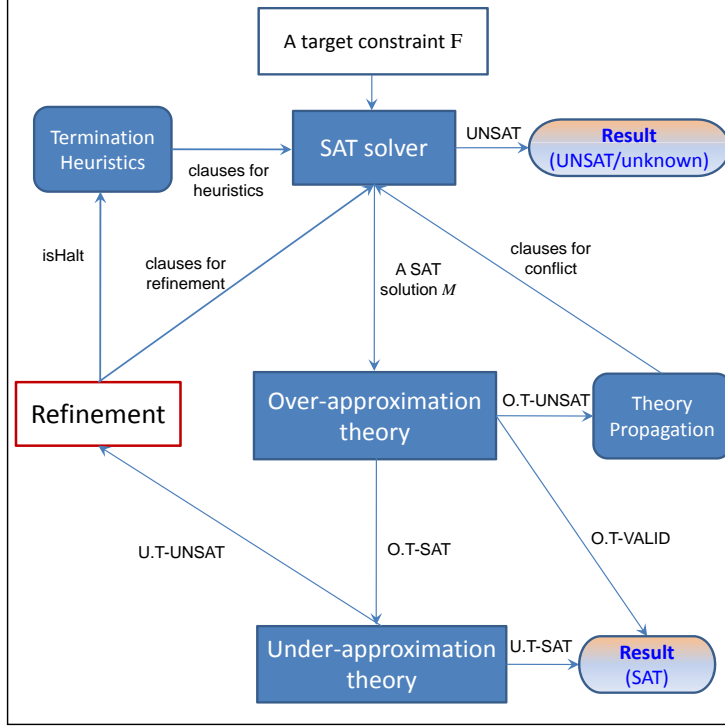 A target constraint F
Termination
Heuristics
clauses for
heuristics
SAT solver
UNSAT
Result
(UNSAT/unknown)
isHalt
clauses for
refinement
A SAT
solution M
clauses for
conflict
Refinement
Over-approximation
theory
O.T-UNSAT
Theory
Propagation
U.T-UNSAT
O.T-SAT
O.T-VALID
Under-approximation
theory
U.T-SAT
Result
(SAT)